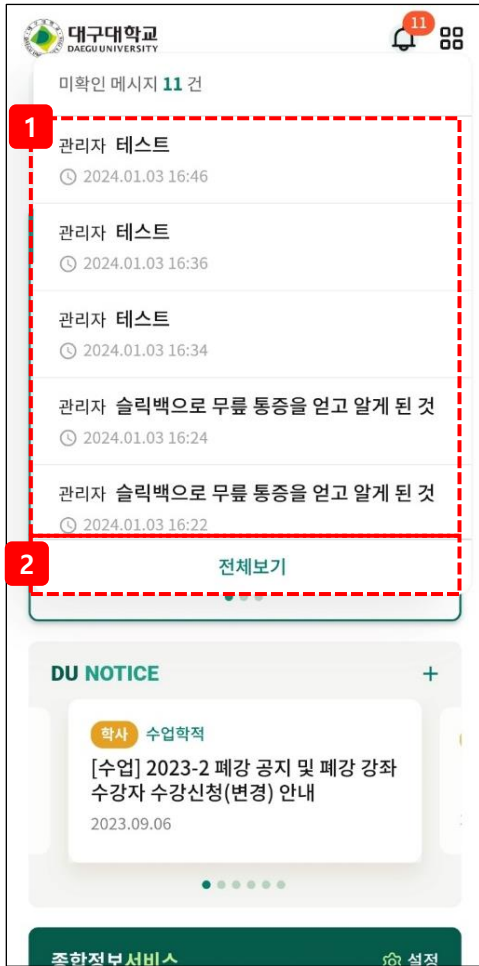 대구대학교
DAEGU UNIVERSITY
11
미확인 메시지 11 건
1
관리자 테스트
2024.01.03 16:46
관리자 테스트
2024.01.03 16:36
관리자 테스트
2024.01.03 16:34
관리자 슬릭백으로 무릎 통증을 얻고 알게 된 것
2024.01.03 16:24
관리자 슬릭백으로 무릎 통증을 얻고 알게 된 것
2024.01.03 16:22
2
전체보기
DU NOTICE
+
학사 수업학적
[수업] 2023-2 폐강 공지 및 폐강 강좌
수강자 수강신청(변경) 안내
2023.09.06
종합정보서비스
설정